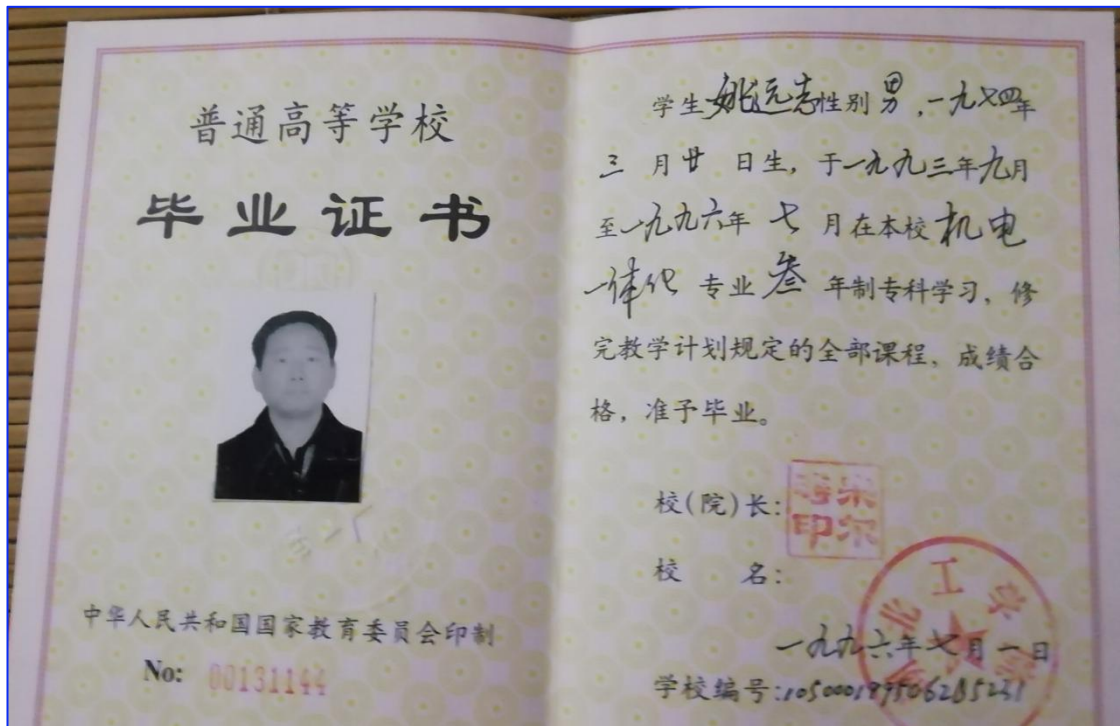 普通高等学校
毕业证书
中华人民共和国国家教育委员会印制
No: 00131144
学生 姚远志 性别 男，一九七四年
三 月 廿 日生，于一九九三年九月
至一九九六年 七 月在本校 机电
一体化 专业 叁 年制专科学习，修
完教学计划规定的全部课程，成绩合
格，准予毕业。
校(院)长：
校 名：
北工学
一九九六年七月一日
学校编号: